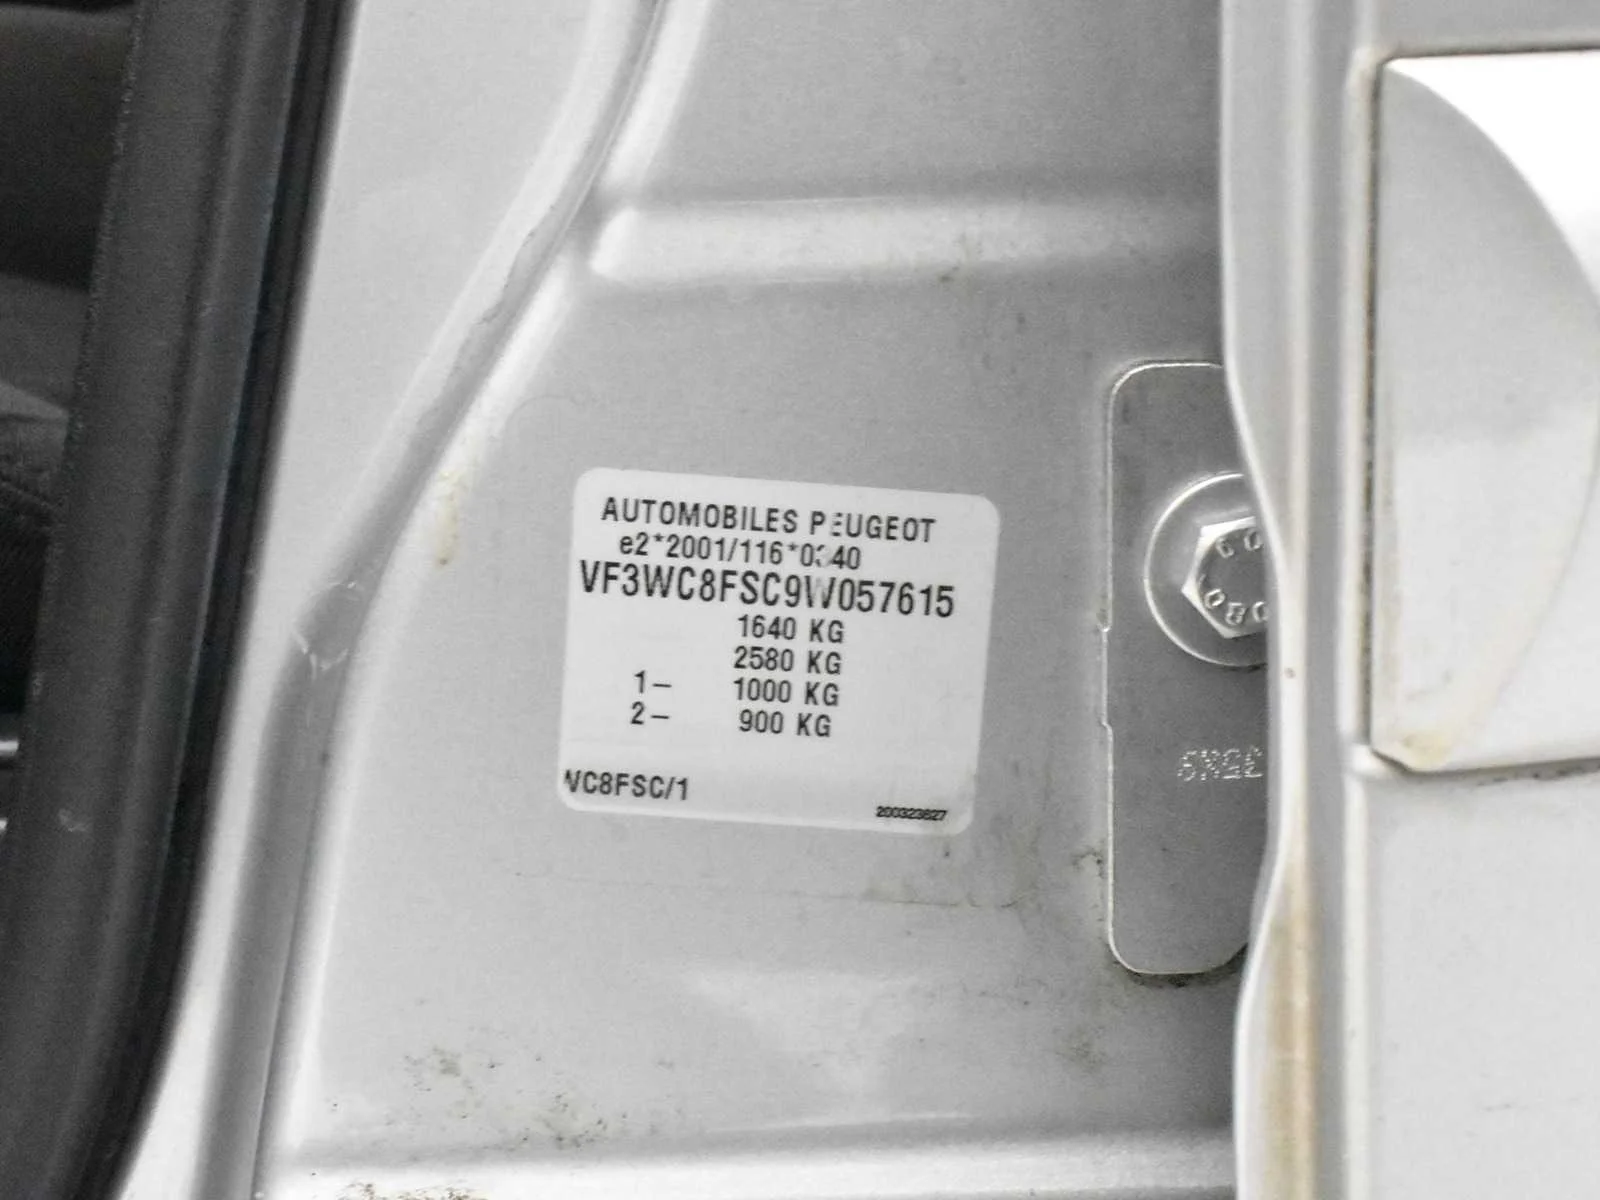 AUTOMOBILES PEUGEOT
e2*2001/116*0340
VF3WC8FSC9W057615
1640 KG
2580 KG
1– 1000 KG
2– 900 KG
WC8FSC/1
200323627